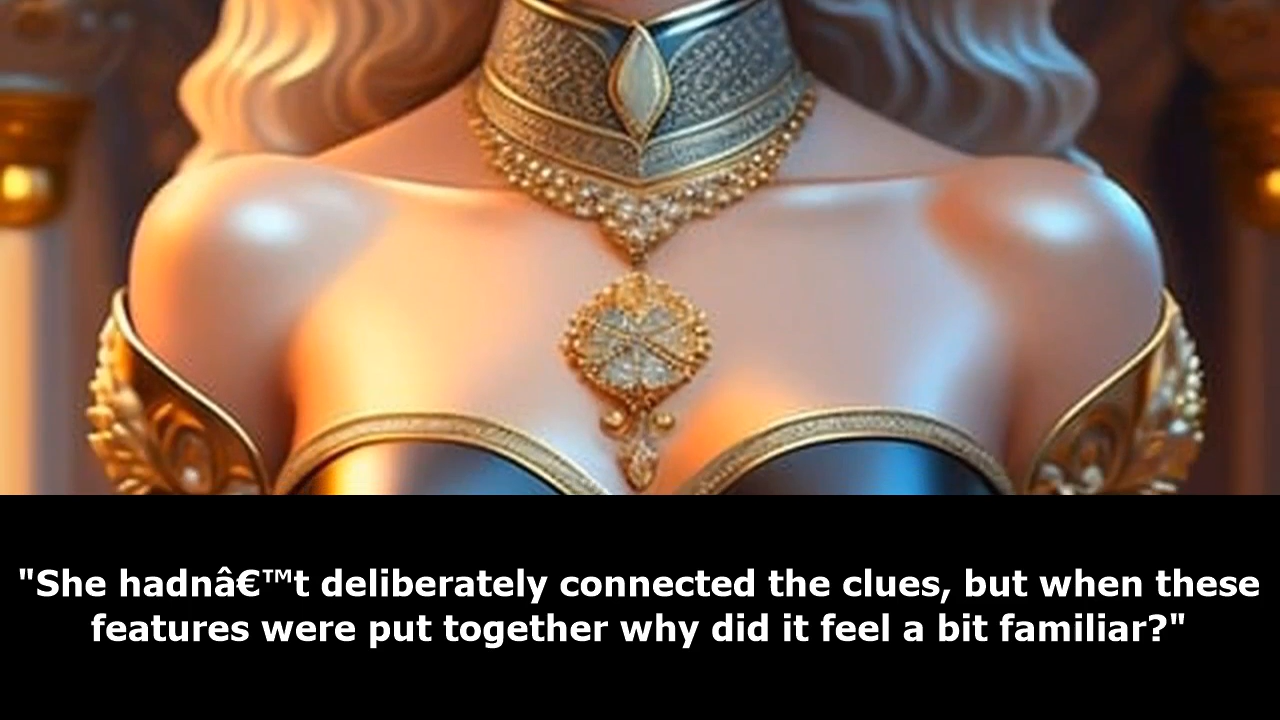 "She hadnâ€™t deliberately connected the clues, but when these
features were put together why did it feel a bit familiar?"